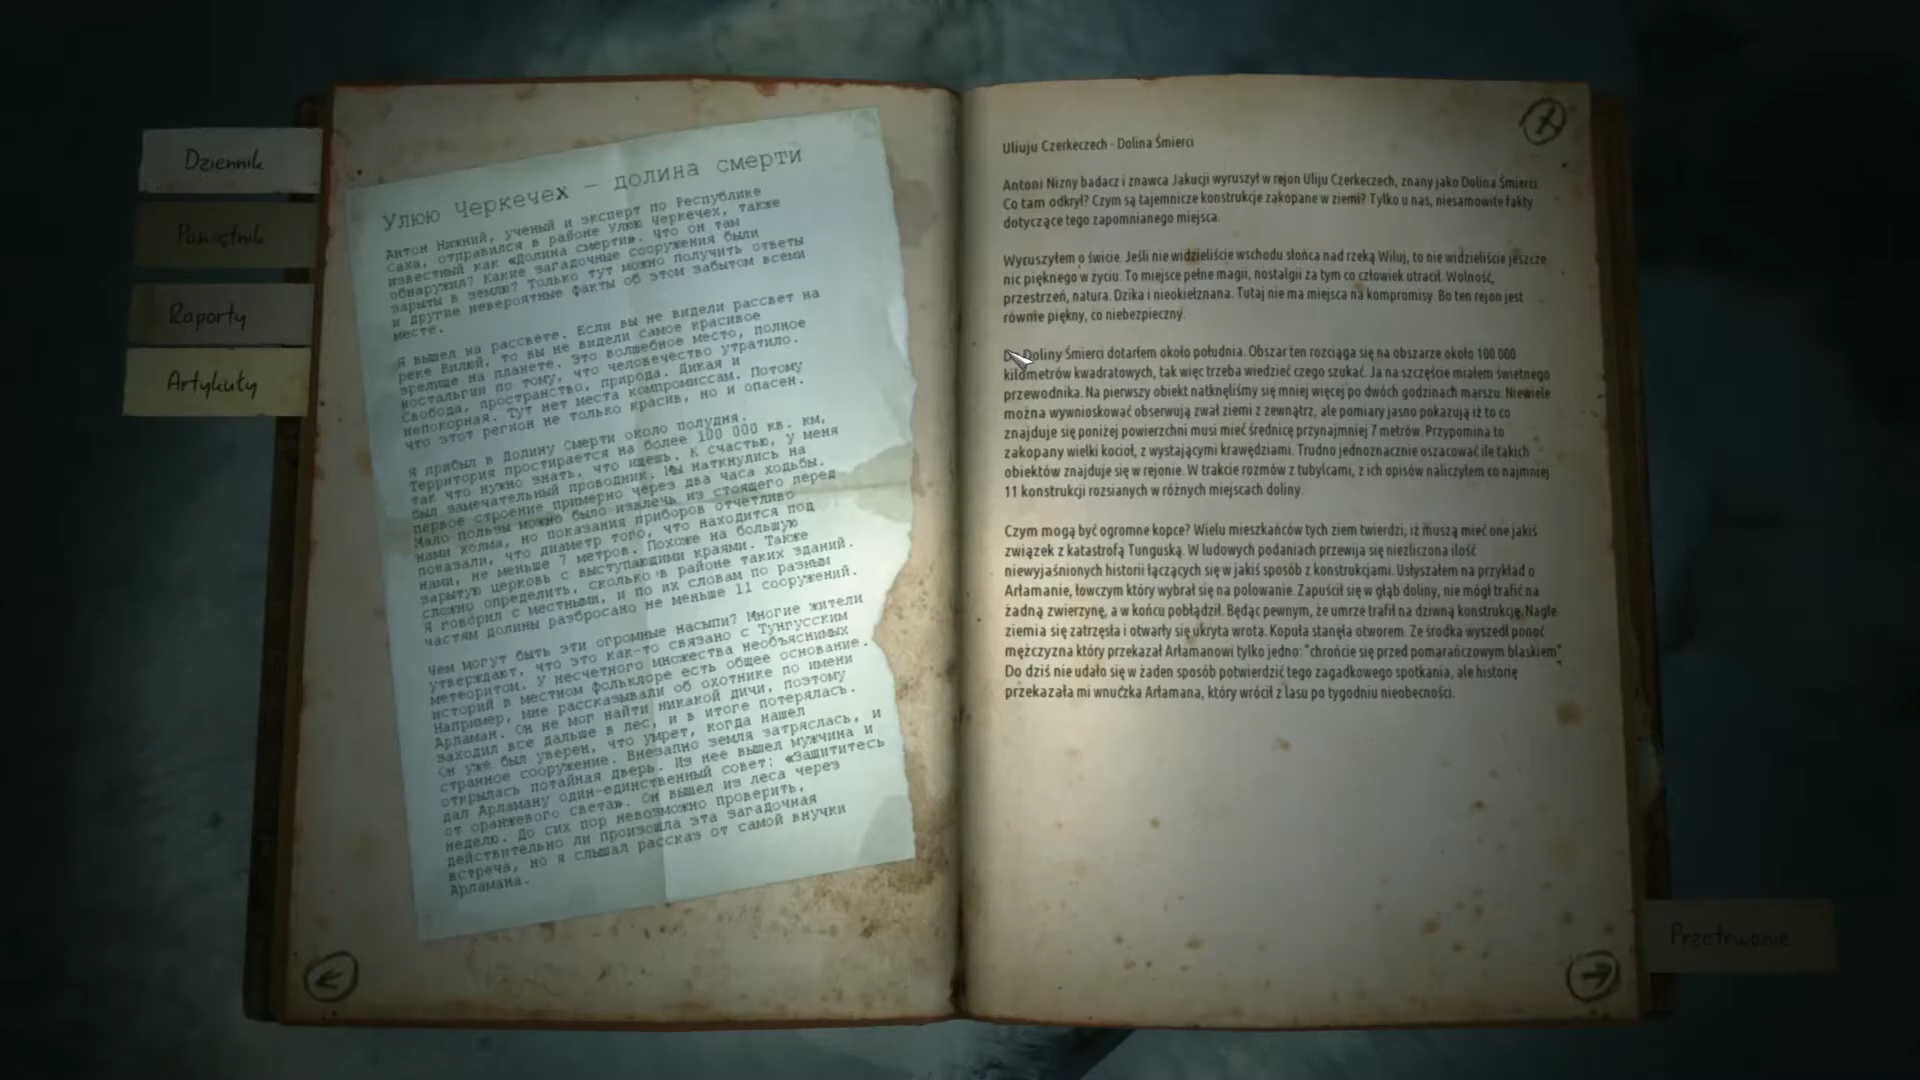 Dziennik
Pamiętnik
Raporty
Artykuły
Улюю Черкечех – долина смерти
Антон Нижний, ученый и эксперт по Республике
Саха, отправился в районе Улюю Черкечех, также
известный как «Долина смерти». Что он там
обнаружил? Какие загадочные сооружения были
зарыты в землю? Только тут можно получить ответы
и другие невероятные факты об этом забытом всеми
месте.
Я вышел на рассвете. Если вы не видели рассвет на
реке Вилюй, то вы не видели самое красивое
зрелище на планете. Это волшебное место, полное
ностальгии по тому, что человечество утратило.
Свобода, пространство, природа. Дикая и
непокорная. Тут нет места компромиссам. Потому
что этот регион не только красив, но и опасен.
Я прибыл в Долину Смерти около полудня.
Территория простирается на более 100 000 кв. км,
так что нужно знать, что ищешь. К счастью, у меня
был замечательный проводник. Мы наткнулись на
первое строение примерно через два часа ходьбы.
Мало пользы можно было извлечь из стоящего перед
нами холма, но показания приборов отчетливо
показали, что диаметр того, что находится под
нами, не меньше 7 метров. Похоже на большую
зарытую церковь с выступающими краями. Также
сложно определить, сколько в районе таких зданий.
Я говорил с местными, и по их словам по разным
частям долины разбросано не меньше 11 сооружений.
Чем могут быть эти огромные насыпи? Многие жители
утверждают, что это как-то связано с Тунгусским
метеоритом. У несчетного множества необъяснимых
историй в местном фольклоре есть общее основание.
Например, мне рассказывали об охотнике по имени
Арламан. Он не мог найти никакой дичи, поэтому
заходил все дальше в лес, и в итоге потерялась.
Он уже был уверен, что умрет, когда нашел
странное сооружение. Внезапно земля затряслась, и
открылась потайная дверь. Из нее вышел мужчина и
дал Арламану один-единственный совет: «Защититесь
от оранжевого света». Он вышел из леса через
неделю. До сих пор невозможно проверить,
действительно ли произошла эта загадочная
встреча, но я слышал рассказ от самой внучки
Арламана.
Uliuju Czerkeczech - Dolina Śmierci
Antoni Nizny badacz i znawca Jakucji wyruszył w rejon Uliju Czerkeczech, znany jako Dolina Śmierci.
Co tam odkrył? Czym są tajemnicze konstrukcje zakopane w ziemi? Tylko u nas, niesamowite fakty
dotyczące tego zapomnianego miejsca.
Wyruszyłem o świcie. Jeśli nie widzieliście wschodu słońca nad rzeką Wiluj, to nie widzieliście jeszcze
nic pięknego w życiu. To miejsce pełne magii, nostalgii za tym co człowiek utracił. Wolność,
przestrzeń, natura. Dzika i nieokiełznana. Tutaj nie ma miejsca na kompromisy. Bo ten rejon jest
równie piękny, co niebezpieczny.
Do Doliny Śmierci dotarłem około południa. Obszar ten rozciąga się na obszarze około 100 000
kilometrów kwadratowych, tak więc trzeba wiedzieć czego szukać. Ja na szczęście miałem świetnego
przewodnika. Na pierwszy obiekt natknęliśmy się mniej więcej po dwóch godzinach marszu. Niewiele
można wywnioskować obserwują zwał ziemi z zewnątrz, ale pomiary jasno pokazują iż to co
znajduje się poniżej powierzchni musi mieć średnicę przynajmniej 7 metrów. Przypomina to
zakopany wielki kocioł, z wystającymi krawędziami. Trudno jednoznacznie oszacować ile takich
obiektów znajduje się w rejonie. W trakcie rozmów z tubylcami, z ich opisów naliczyłem co najmniej
11 konstrukcji rozsianych w różnych miejscach doliny.
Czym mogą być ogromne kopce? Wielu mieszkańców tych ziem twierdzi, iż muszą mieć one jakiś
związek z katastrofą Tunguską. W ludowych podaniach przewija się niezliczona ilość
niewyjaśnionych historii łączących się w jakiś sposób z konstrukcjami. Usłyszałem na przykład o
Arłamanie, łowczym który wybrał się na polowanie. Zapuścił się w głąb doliny, nie mógł trafić na
żadną zwierzynę, a w końcu pobłądził. Będąc pewnym, że umrze trafił na dziwną konstrukcję. Nagle
ziemia się zatrzęsła i otwarły się ukryta wrota. Kopuła stanęła otworem. Ze środka wyszedł ponoć
mężczyzna który przekazał Arłamanowi tylko jedno: "chrońcie się przed pomarańczowym blaskiem".
Do dziś nie udało się w żaden sposób potwierdzić tego zagadkowego spotkania, ale historię
przekazała mi wnuczka Arłamana, który wrócił z lasu po tygodniu nieobecności.
Przetrwanie